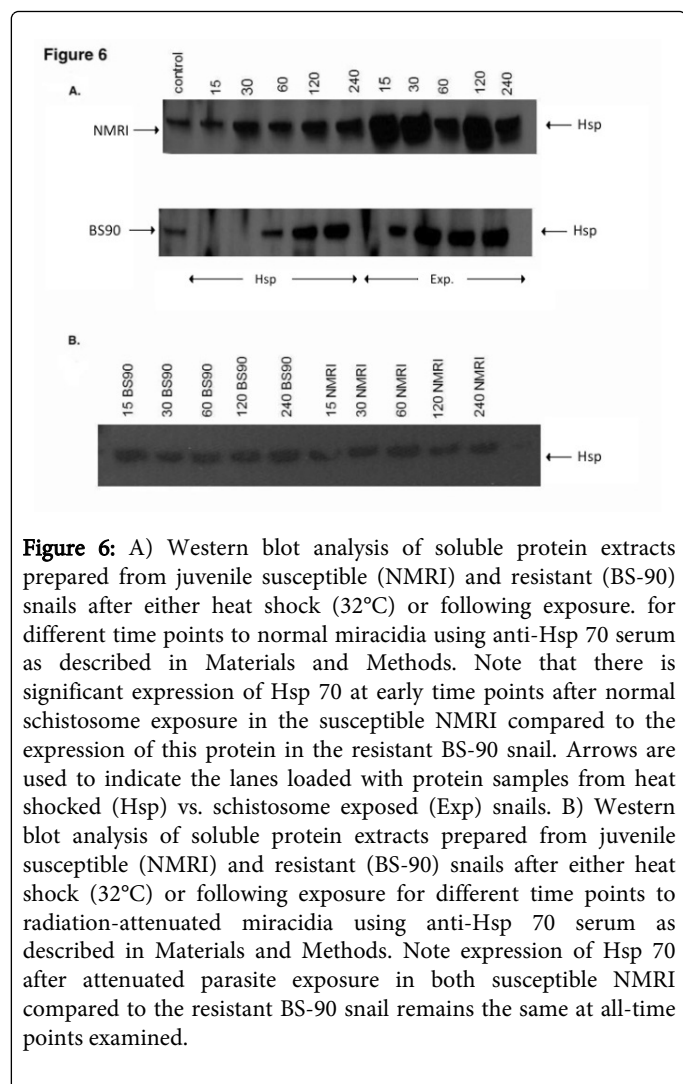 Figure 6
control 15 30 60 120 240 15 30 60 120 240
A.
NMRI Hsp
BS90 Hsp
Hsp Exp.
B.
15 BS90 30 BS90 60 BS90 120 BS90 240 BS90 15 NMRI 30 NMRI 60 NMRI 120 NMRI 240 NMRI
Hsp
Figure 6: A) Western blot analysis of soluble protein extracts
prepared from juvenile susceptible (NMRI) and resistant (BS-90)
snails after either heat shock (32°C) or following exposure. for
different time points to normal miracidia using anti-Hsp 70 serum
as described in Materials and Methods. Note that there is
significant expression of Hsp 70 at early time points after normal
schistosome exposure in the susceptible NMRI compared to the
expression of this protein in the resistant BS-90 snail. Arrows are
used to indicate the lanes loaded with protein samples from heat
shocked (Hsp) vs. schistosome exposed (Exp) snails. B) Western
blot analysis of soluble protein extracts prepared from juvenile
susceptible (NMRI) and resistant (BS-90) snails after either heat
shock (32°C) or following exposure for different time points to
radiation-attenuated miracidia using anti-Hsp 70 serum as
described in Materials and Methods. Note expression of Hsp 70
after attenuated parasite exposure in both susceptible NMRI
compared to the resistant BS-90 snail remains the same at all-time
points examined.